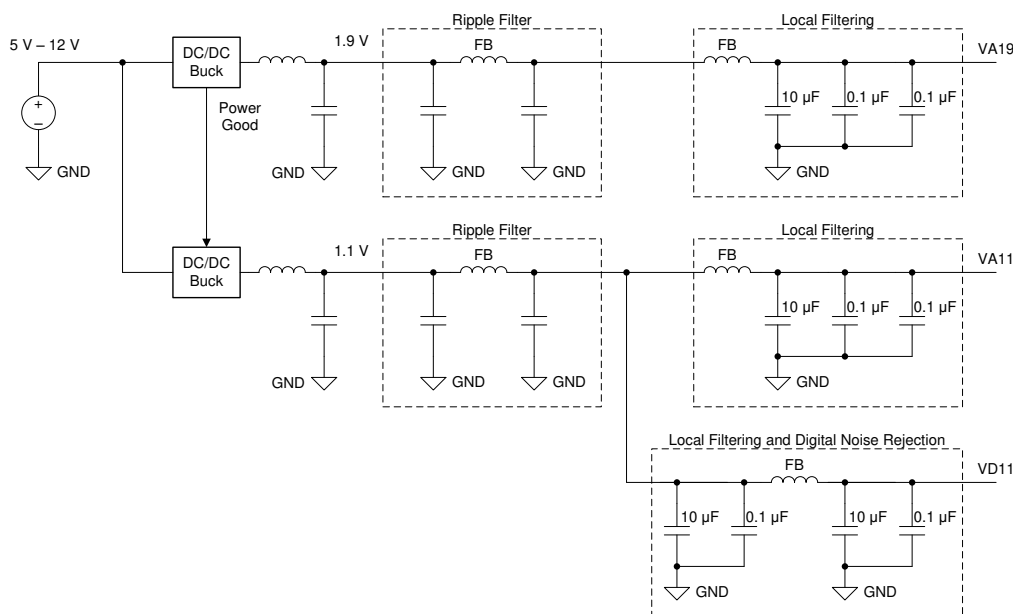 Ripple Filter
Local Filtering
5 V – 12 V
DC/DC
Buck
1.9 V
FB
FB
VA19
Power
Good
10 µF
0.1 µF
0.1 µF
GND
GND
GND
GND
GND
Ripple Filter
Local Filtering
DC/DC
Buck
1.1 V
FB
FB
VA11
10 µF
0.1 µF
0.1 µF
GND
GND
GND
GND
Local Filtering and Digital Noise Rejection
FB
VD11
10 µF
0.1 µF
10 µF
0.1 µF
GND
GND